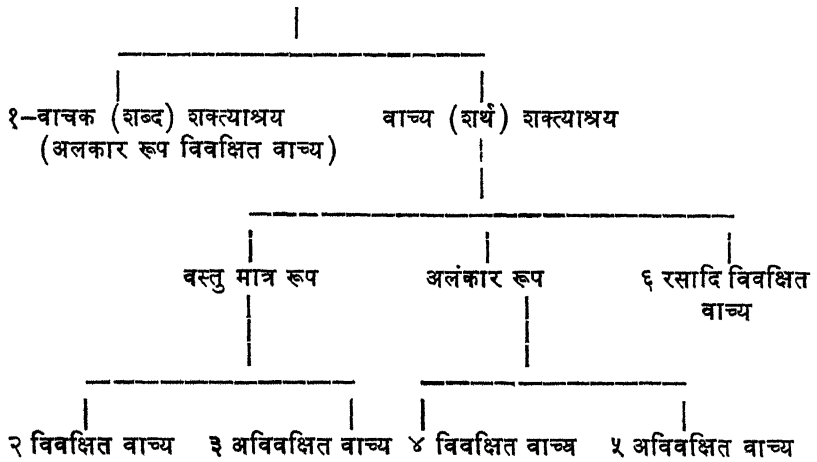 १-वाचक (शब्द) शक्त्याश्रय वाच्य (शर्थ) शक्त्याश्रय
(अलकार रूप विवक्षित वाच्य)
वस्तु मात्र रूप अलंकार रूप ६ रसादि विवक्षित
वाच्य
२ विवक्षित वाच्य ३ अविवक्षित वाच्य ४ विवक्षित वाच्य ५ अविवक्षित वाच्य